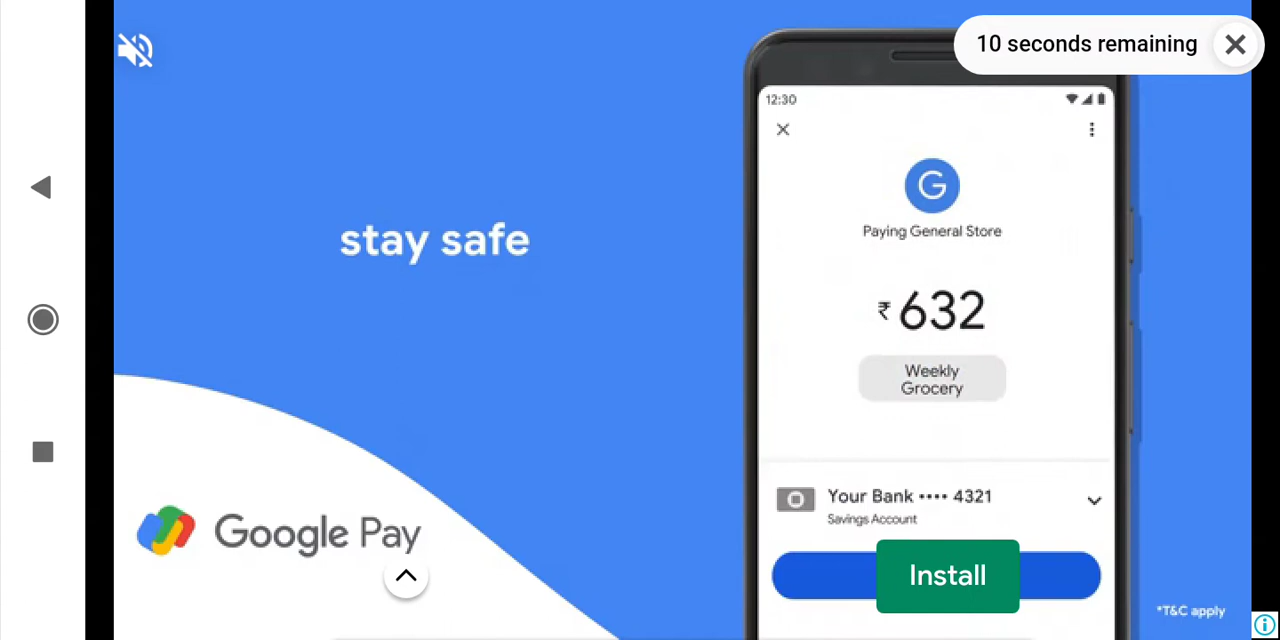 10 seconds remaining
12:30
G
Paying General Store
stay safe
₹632
Weekly
Grocery
Your Bank •••• 4321
Savings Account
Google Pay
Install
*T&C apply